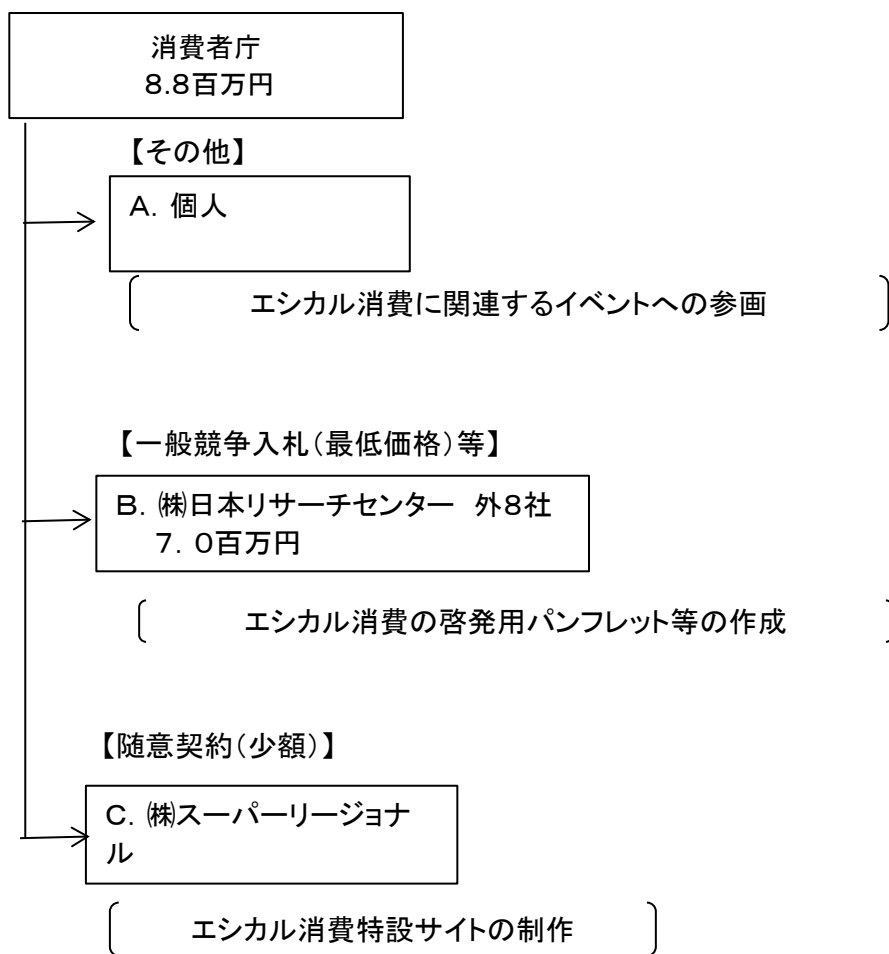 消費者庁
8.8百万円
【その他】
A. 個人
エシカル消費に関連するイベントへの参画
【一般競争入札(最低価格)等】
B. ㈱日本リサーチセンター 外8社
7. 0百万円
エシカル消費の啓発用パンフレット等の作成
【随意契約(少額)】
C. ㈱スーパーリージョナ
ル
エシカル消費特設サイトの制作